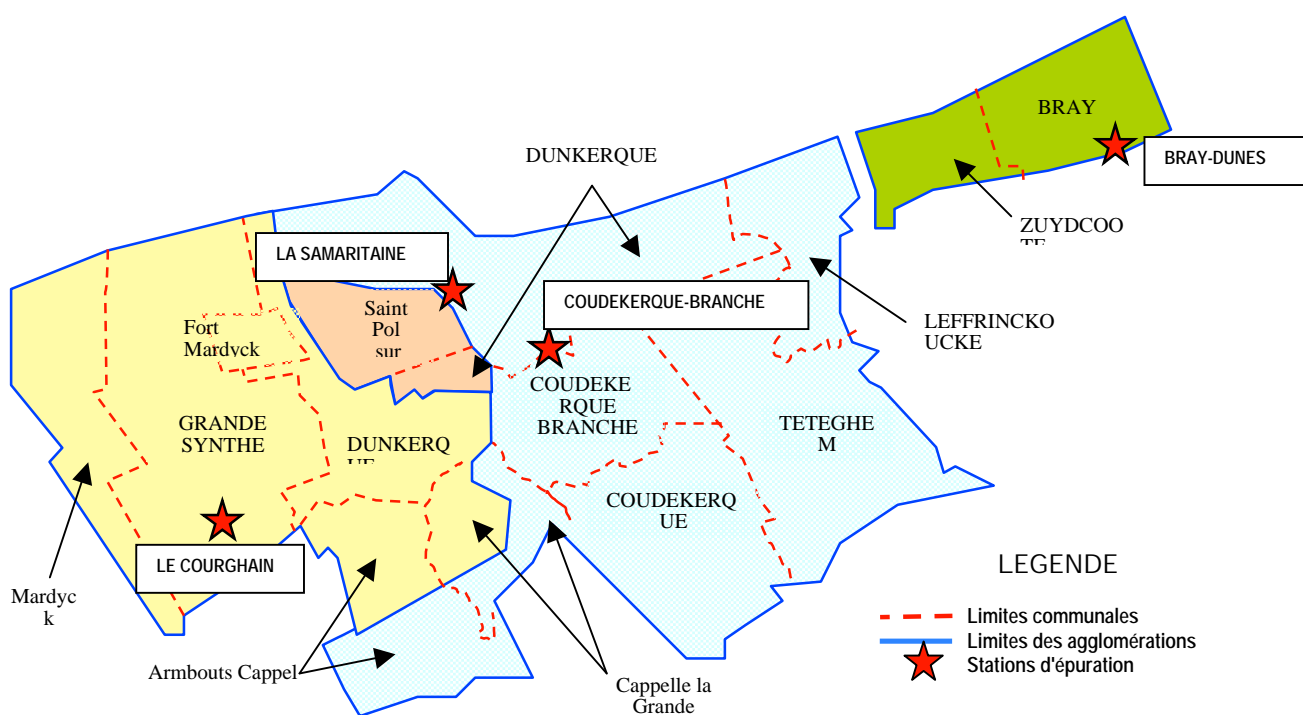 BRAY
BRAY-DUNES
DUNKERQUE
ZUYDCOO
TE
LA SAMARITAINE
COUDEKERQUE-BRANCHE
Saint
Pol
sur
LEFFRINCKO
UCKE
Fort
Mardyck
COUDEKE
RQUE
BRANCHE
GRANDE
SYNTHE
DUNKERQ
UE
TETEGHE
M
COUDEKERQ
UE
LE COURGHAIN
Mardyc
k
Armbouts Cappel
Cappelle la
Grande
LEGENDE
Limites communales
Limites des agglomérations
Stations d'épuration